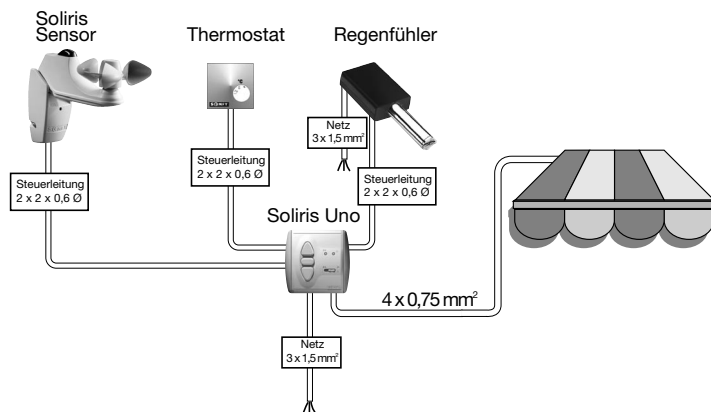 Soliris
Sensor
Thermostat
Regenfühler
SOMFY
Netz
3 x 1,5 mm²
Steuerleitung
2 x 2 x 0,6 Ø
Steuerleitung
2 x 2 x 0,6 Ø
Steuerleitung
2 x 2 x 0,6 Ø
Soliris Uno
4 x 0,75 mm²
Netz
3 x 1,5 mm²